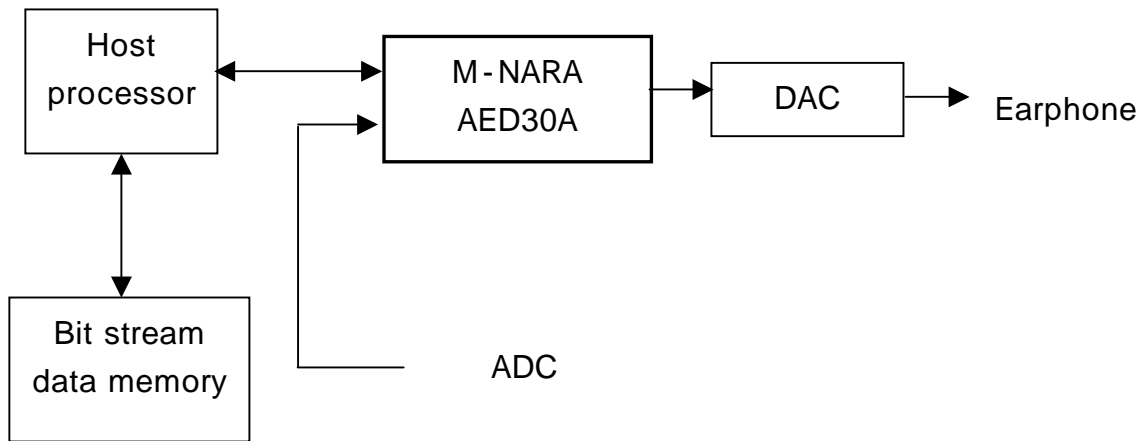 Host
processor
M-NARA
AED30A
DAC
Earphone
Bit stream
data memory
ADC